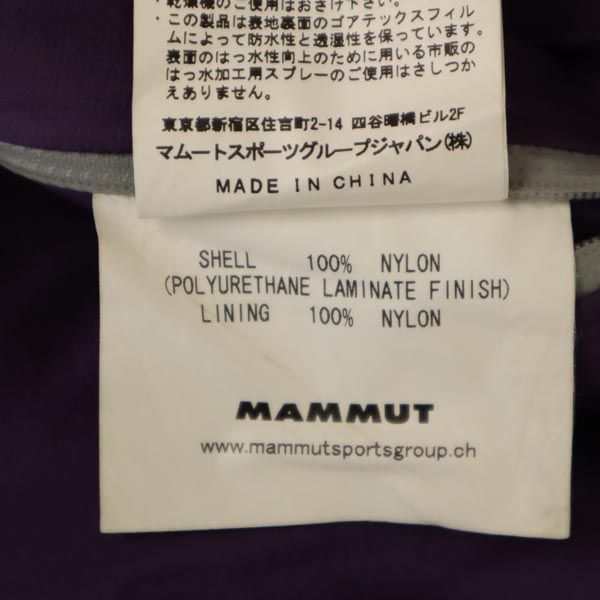 ・乾燥機のご使用はおさけ下さい。
・この製品は表地裏面のゴアテックスフィル
ムによって防水性と透湿性を保っています。
表面のはっ水性向上のために用いる市販の
はっ水加工用スプレーのご使用はさしつか
えありません。
東京都新宿区住吉町2-14 四谷曙橋ビル2F
マムートスポーツグループジャパン(株)
MADE IN CHINA
SHELL 100% NYLON
(POLYURETHANE LAMINATE FINISH)
LINING 100% NYLON
MAMMUT
www.mammutsportsgroup.ch